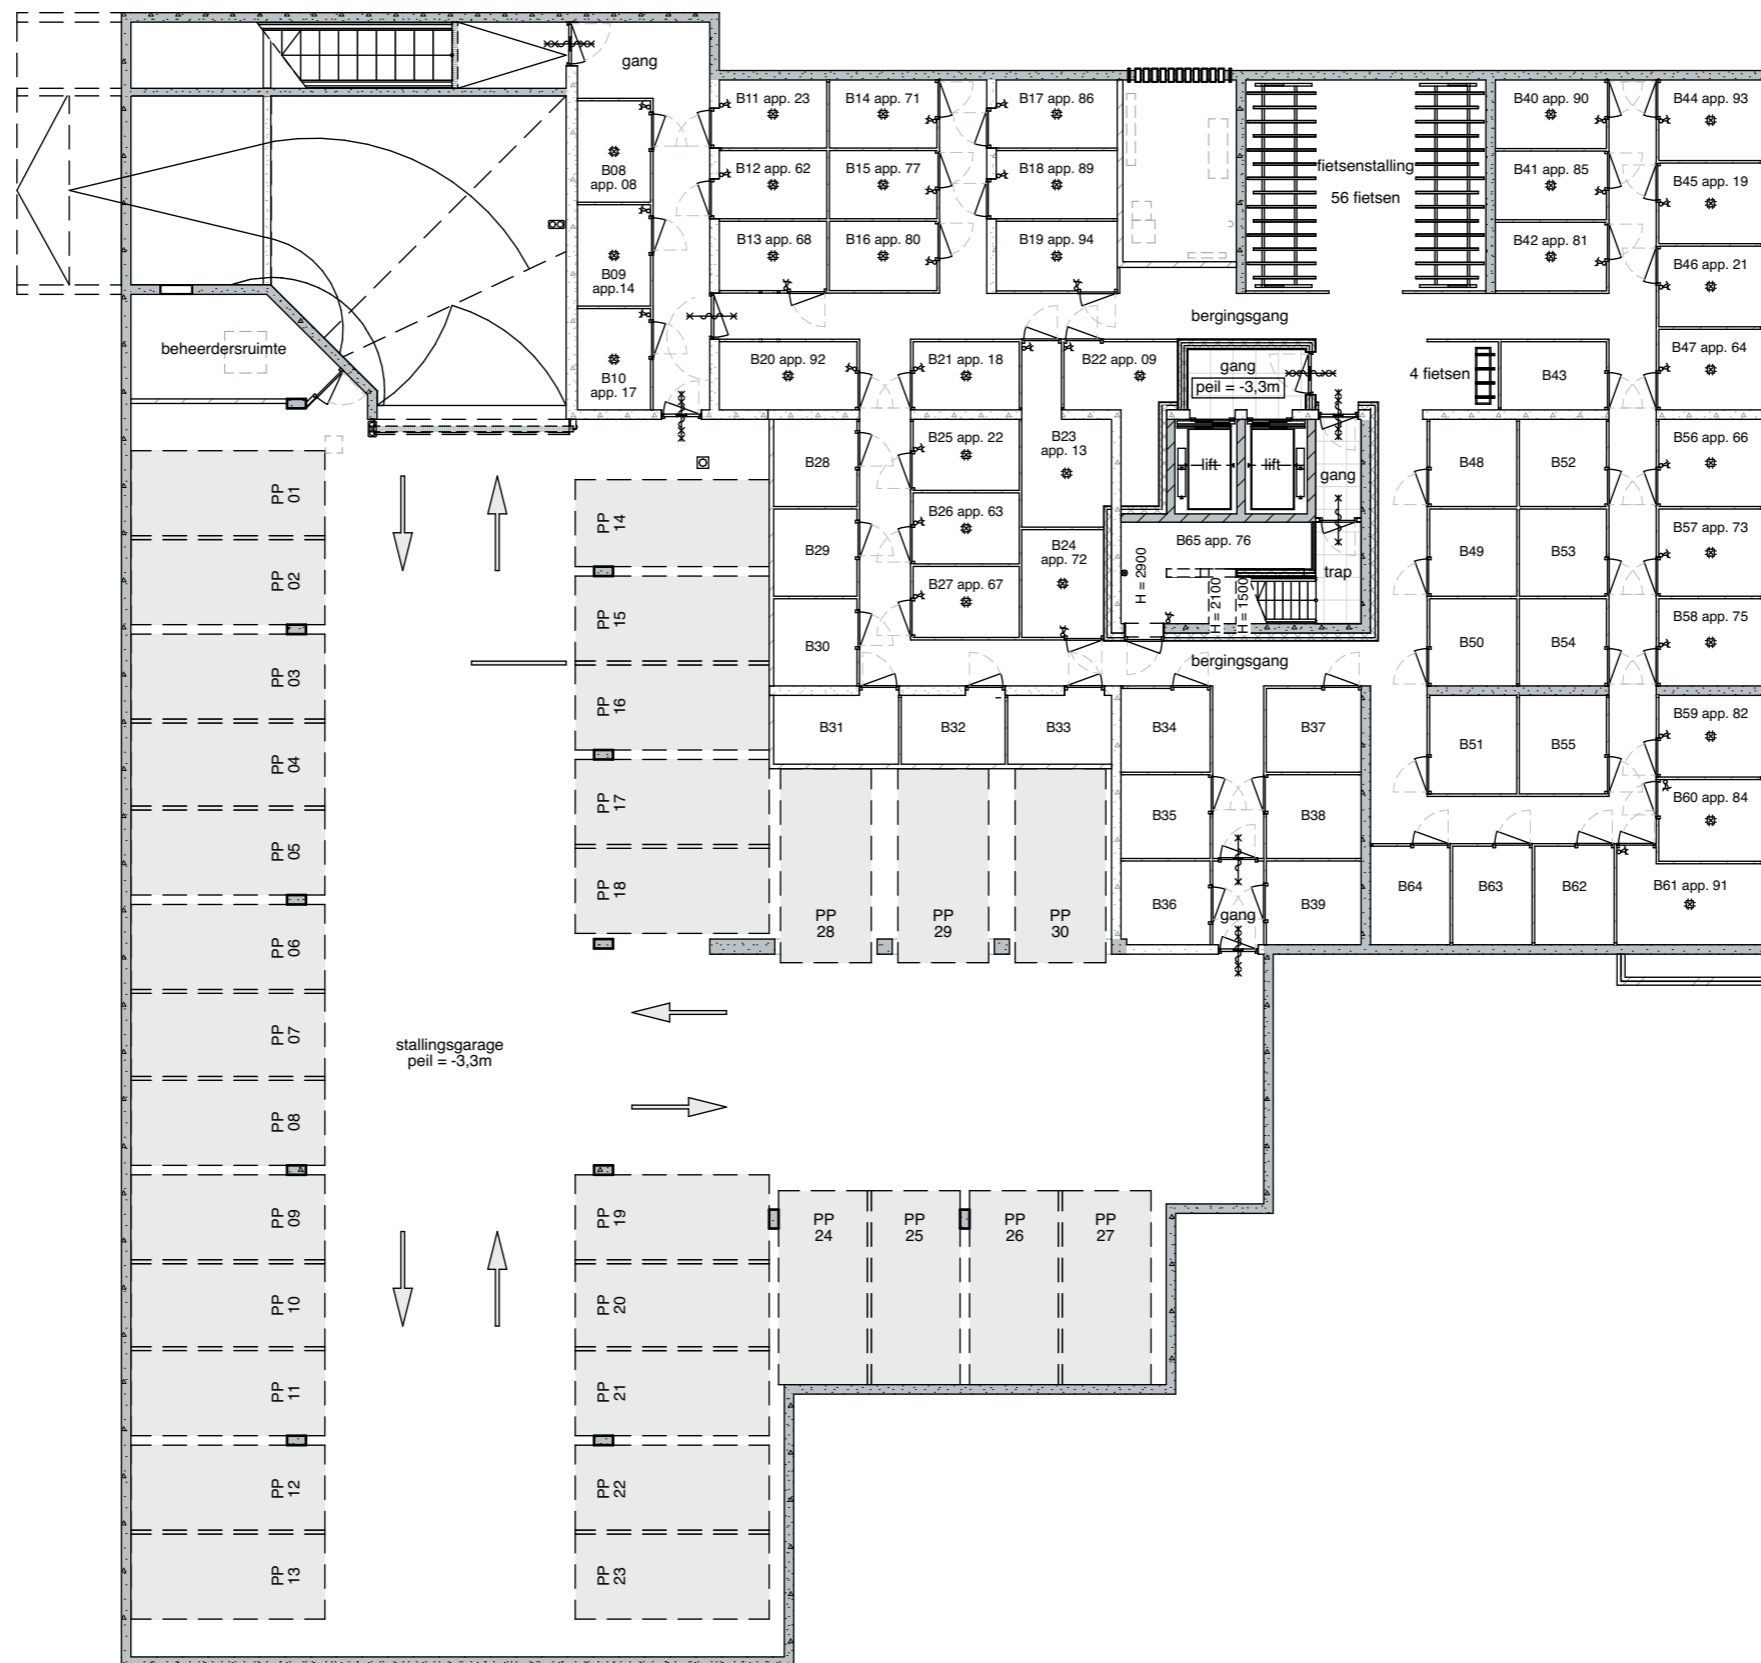 gang
B11 app. 23
B14 app. 71
B17 app. 86
B40 app. 90
B44 app. 93
B08
app. 08
B12 app. 62
B15 app. 77
B18 app. 89
fietsenstalling
56 fietsen
B41 app. 85
B45 app. 19
B09
app.14
B13 app. 68
B16 app. 80
B19 app. 94
B42 app. 81
B46 app. 21
bergingsgang
beheerdersruimte
B10
app. 17
B20 app. 92
B21 app. 18
B22 app. 09
gang
peil = -3,3m
4 fietsen
B43
B47 app. 64
B28
B25 app. 22
B23
app. 13
lift
lift
gang
B48
B52
B56 app. 66
PP
01
PP
14
B29
B26 app. 63
B24
app. 72
B65 app. 76
H = 2900
H = 2100
H = 1500
trap
B49
B53
B57 app. 73
PP
02
PP
15
B30
B27 app. 67
B50
B54
B58 app. 75
bergingsgang
PP
03
PP
16
B31
B32
B33
B34
B37
B51
B55
B59 app. 82
PP
04
PP
17
B35
B38
B60 app. 84
PP
05
PP
18
B36
gang
B39
B64
B63
B62
B61 app. 91
PP
28
PP
29
PP
30
PP
06
PP
07
stallingsgarage
peil = -3,3m
PP
08
PP
09
PP
19
PP
24
PP
25
PP
26
PP
27
PP
10
PP
20
PP
11
PP
21
PP
12
PP
22
PP
13
PP
23